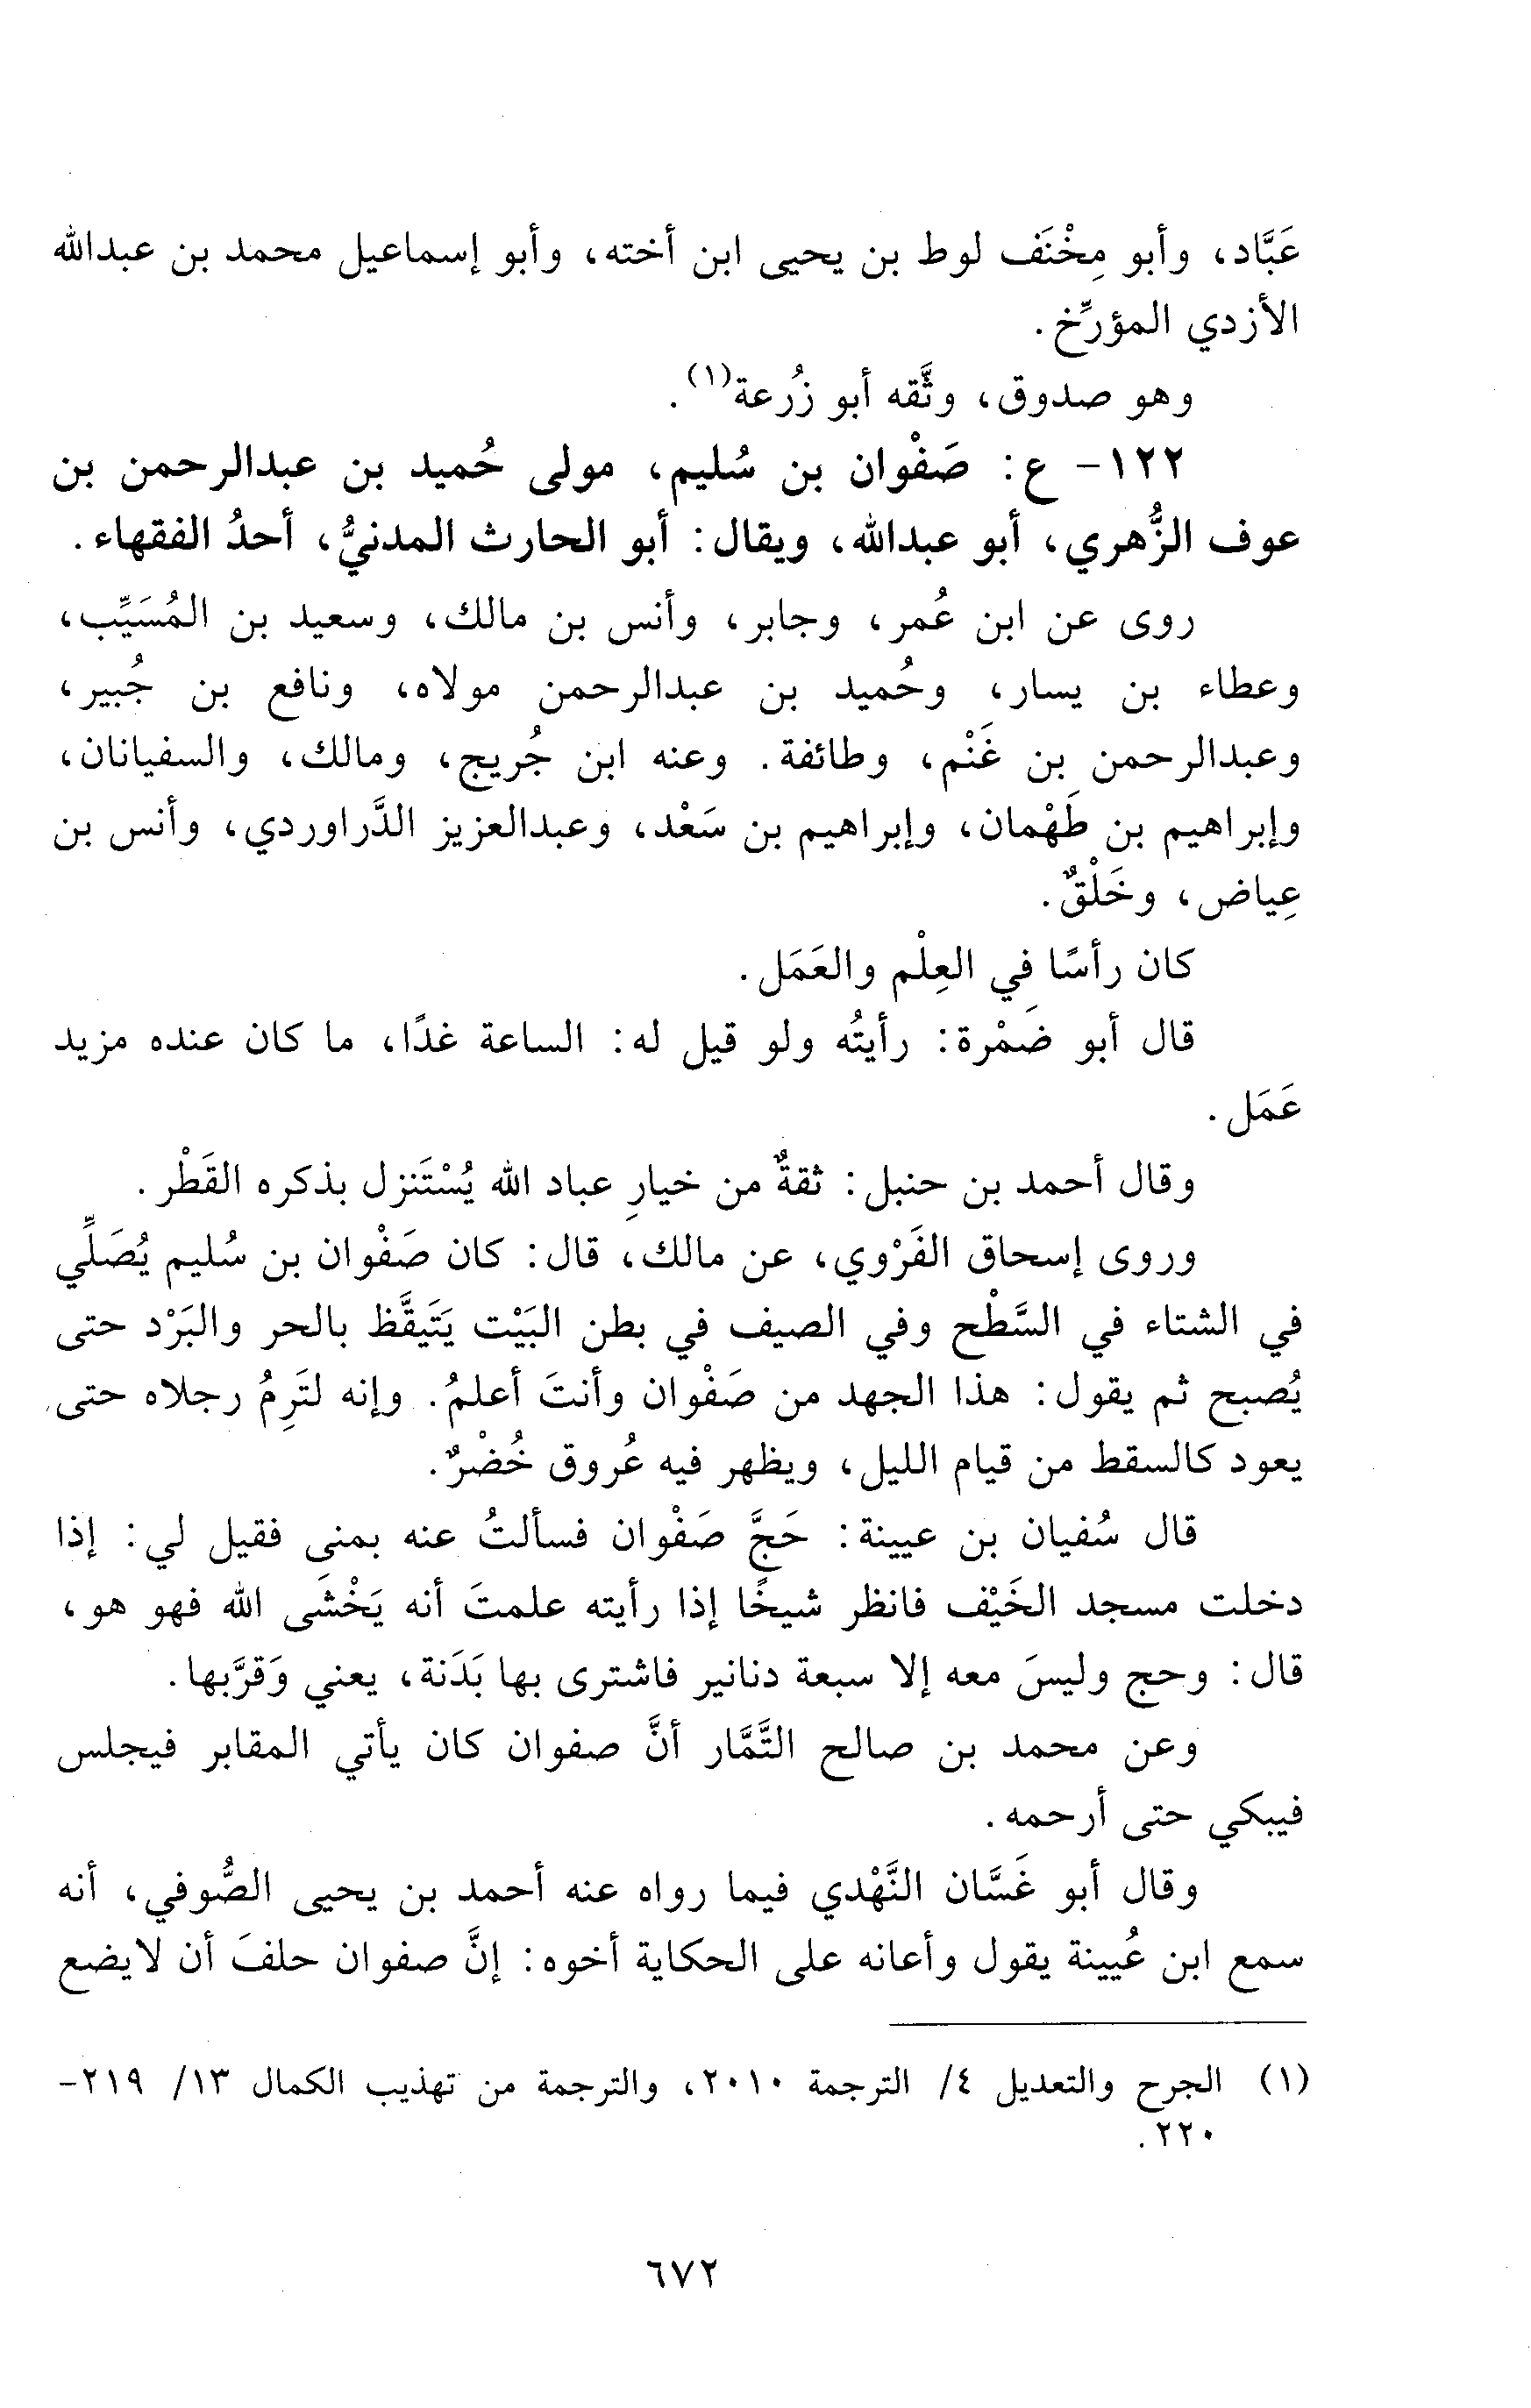 عَبَّاد، وأبو مِخْنَف لوط بن يحيى ابن أخته، وأبو إسماعيل محمد بن عبدالله
الأزدي المؤرِّخ.
وهو صدوق، وثَّقه أبو زُرعة(١).
١٢٢- ع: صَفْوان بن سُليم، مولى حُميد بن عبدالرحمن بن
عوف الزُّهري، أبو عبدالله، ويقال: أبو الحارث المدنيُّ، أحدُ الفقهاء.
روى عن ابن عُمر، وجابر، وأنس بن مالك، وسعيد بن المُسَيِّب،
وعطاء بن يسار، وحُميد بن عبدالرحمن مولاه، ونافع بن جُبير،
وعبدالرحمن بن غَنْم، وطائفة. وعنه ابن جُريج، ومالك، والسفيانان،
وإبراهيم بن طَهْمان، وإبراهيم بن سَعْد، وعبدالعزيز الدَّراوردي، وأنس بن
عِياض، وخَلْقٌ.
كان رأسًا فِي العِلْم والعَمَل.
قال أبو ضَمْرة: رأيتُه ولو قيل له: الساعة غدًا، ما كان عنده مزيد
عَمَل.
وقال أحمد بن حنبل: ثقةٌ من خيارِ عباد الله يُسْتَنزل بذكره القَطْر.
وروى إسحاق الفَرْوي، عن مالك، قال: كان صَفْوان بن سُليم يُصَلِّي
في الشتاء في السَّطْح وفي الصيف في بطن البَيْت يَتَيقَّظ بالحر والبَرْد حتى
يُصبح ثم يقول: هذا الجهد من صَفْوان وأنتَ أعلمُ. وإنه لتَرِمُ رجلاه حتى
يعود كالسقط من قيام الليل، ويظهر فيه عُروق خُضْرٌ.
قال سُفيان بن عيينة: حَجَّ صَفْوان فسألتُ عنه بمنى فقيل لي: إذا
دخلت مسجد الخَيْف فانظر شيخًا إذا رأيته علمتَ أنه يَخْشَى الله فهو هو،
قال: وحج وليسَ معه إلا سبعة دنانير فاشترى بها بَدَنة، يعني وَقرَّبها.
وعن محمد بن صالح التَّمَّار أنَّ صفوان كان يأتي المقابر فيجلس
فيبكي حتى أرحمه.
وقال أبو غَسَّان النَّهْدي فيما رواه عنه أحمد بن يحيى الصُّوفي، أنه
سمع ابن عُيينة يقول وأعانه على الحكاية أخوه: إنَّ صفوان حلفَ أن لايضع
(١) الجرح والتعديل ٤/ الترجمة ٢٠١٠، والترجمة من تهذيب الكمال ١٣/ ٢١٩-
٢٢٠.
٦٧٢